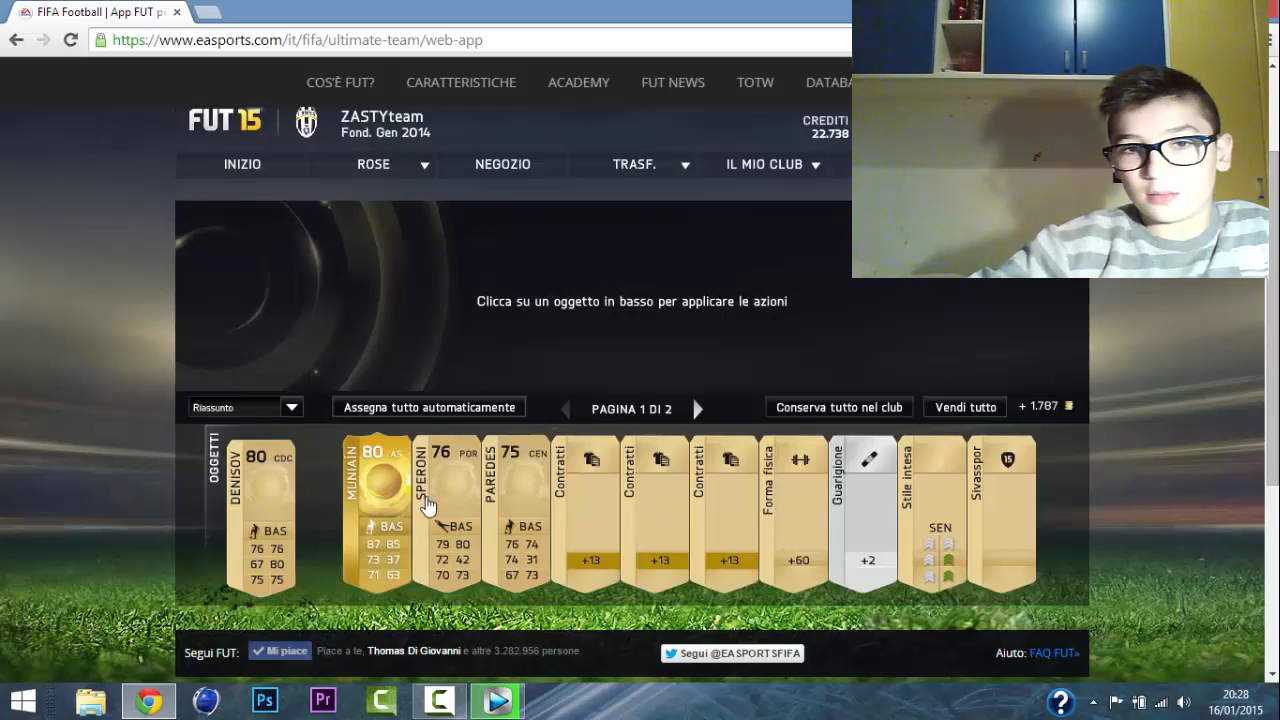 FIFA Football | App FUT p
https://www.easports.com/it/fifa/ultimate-team/web-app
COS'È FUT? CARATTERISTICHE ACADEMY FUT NEWS TOTW DATABA
FUT 15 ZASTYteam
Fond. Gen 2014
CREDITI
22.738
INIZIO ROSE NEGOZIO TRASF. IL MIO CLUB
Clicca su un oggetto in basso per applicare le azioni
Riassunto Assegna tutto automaticamente PAGINA 1 DI 2 Conserva tutto nel club Vendi tutto + 1.787
OGGETTI
DENISOV 80 CDC
BAS
76 76
67 80
75 75
MUNIAIN 80 AS
BAS
87 85
73 37
71 63
SPERONI 76 POR
BAS
79 80
72 42
70 73
PAREDES 75 CEN
BAS
76 74
74 31
67 73
Contratti
+13
Contratti
+13
Contratti
+13
Forma fisica
+60
Guarigione
+2
Stile intesa
SEN
Sivasspor
15
Segui FUT: Mi piace Piace a te, Thomas Di Giovanni e altre 3.282.956 persone.
Segui @EASPORTSFIFA
Aiuto: FAQ FUT»
Ps Pr
20:28
16/01/2015